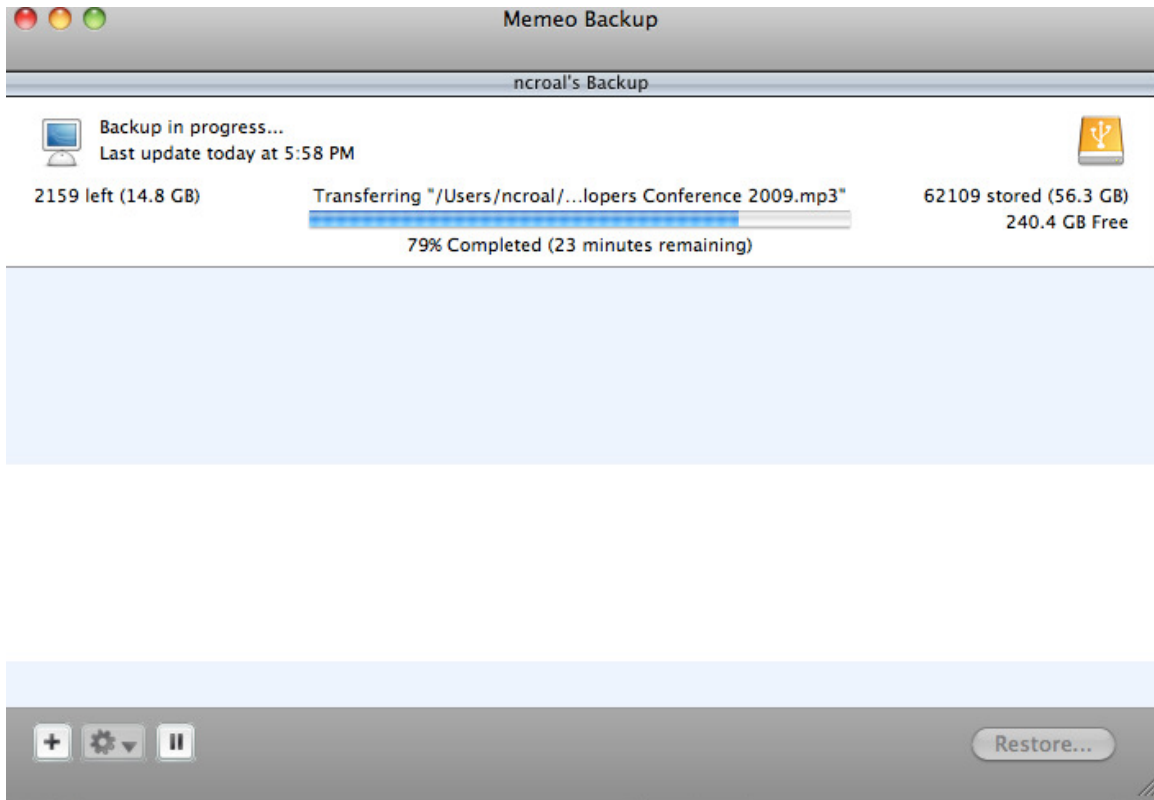 Memeo Backup
ncroal's Backup
Backup in progress...
Last update today at 5:58 PM
2159 left (14.8 GB)
Transferring "/Users/ncroal/...lopers Conference 2009.mp3"
62109 stored (56.3 GB)
240.4 GB Free
79% Completed (23 minutes remaining)
Restore...